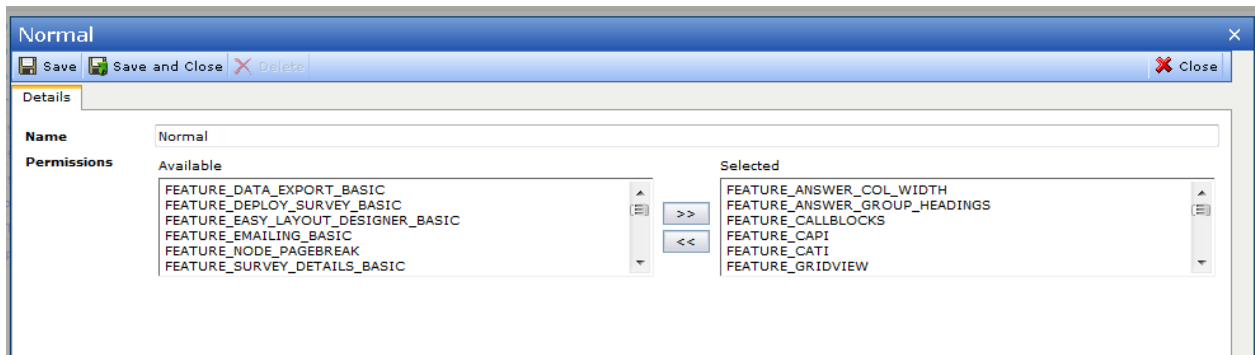 Normal
Save Save and Close Delete Close
Details
Name Normal
Permissions Available Selected
FEATURE_DATA_EXPORT_BASIC
FEATURE_DEPLOY_SURVEY_BASIC
FEATURE_EASY_LAYOUT_DESIGNER_BASIC
FEATURE_EMAILING_BASIC
FEATURE_NODE_PAGEBREAK
FEATURE_SURVEY_DETAILS_BASIC
>>
<<
FEATURE_ANSWER_COL_WIDTH
FEATURE_ANSWER_GROUP_HEADINGS
FEATURE_CALLBLOCKS
FEATURE_CAPI
FEATURE_CATI
FEATURE_GRIDVIEW